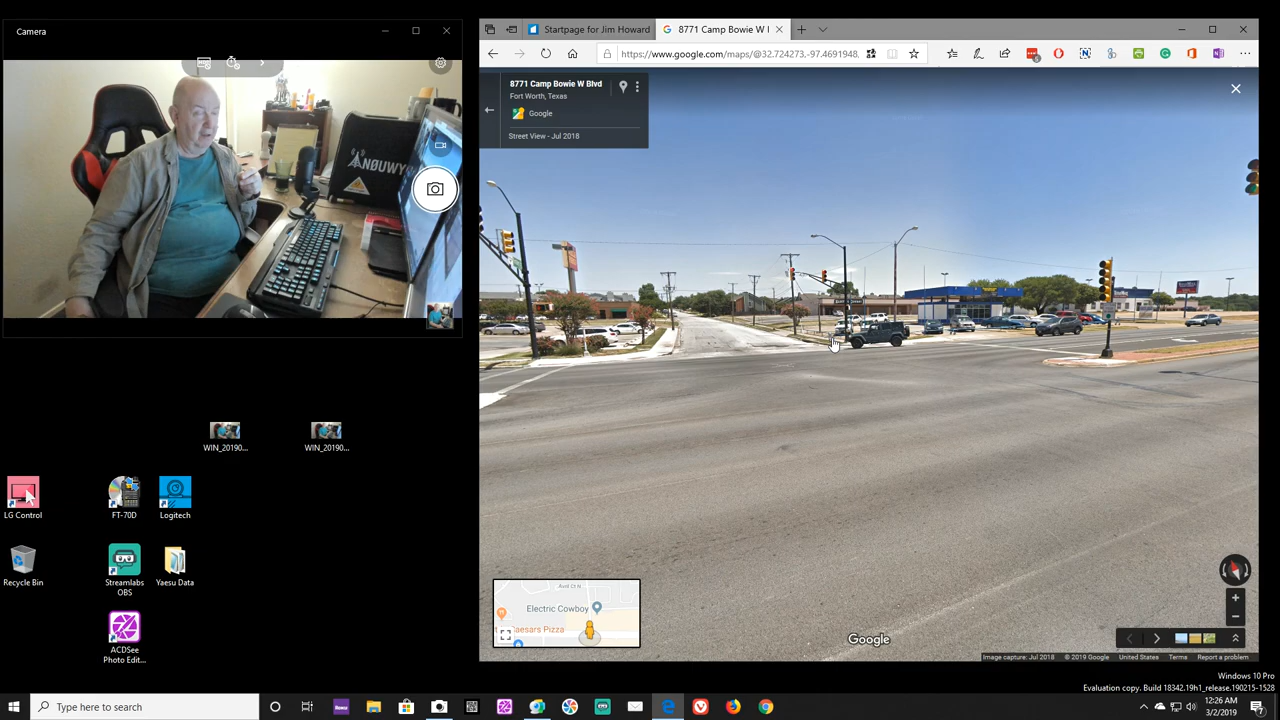 Camera
Startpage for Jim Howard
8771 Camp Bowie W B
https://www.google.com/maps/@32.724273,-97.4691948,
8771 Camp Bowie W Blvd
Fort Worth, Texas
Google
Street View - Jul 2018
ANØUWY
WIN_20190...
WIN_20190...
LG Control
FT-70D
Logitech
Recycle Bin
Streamlabs
OBS
Yaesu Data
ACDSee
Photo Edit...
Avid Ct N
Electric Cowboy
Caesars Pizza
Google
Image capture: Jul 2018
© 2019 Google
United States
Terms
Report a problem
Windows 10 Pro
Evaluation copy. Build 18342.19h1_release.190215-1528
Type here to search
Roku
12:26 AM
3/2/2019